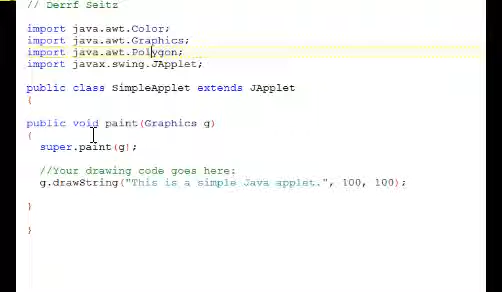 // Derrf Seitz
import java.awt.Color;
import java.awt.Graphics;
import java.awt.Polygon;
import javax.swing.JApplet;
public class SimpleApplet extends JApplet
{
public void paint(Graphics g)
{
super.paint(g);
//Your drawing code goes here:
g.drawString("This is a simple Java applet.", 100, 100);
}
}